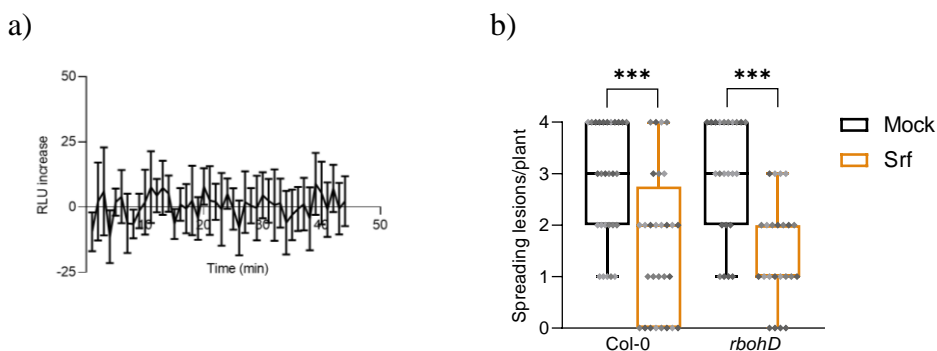 a)
b)
50
25
0
-25
RLU increase
10
20
30
40
50
Time (min)
*** ***
4
3
2
1
0
Spreading lesions/plant
Col-0 rbohD
Mock
Srf